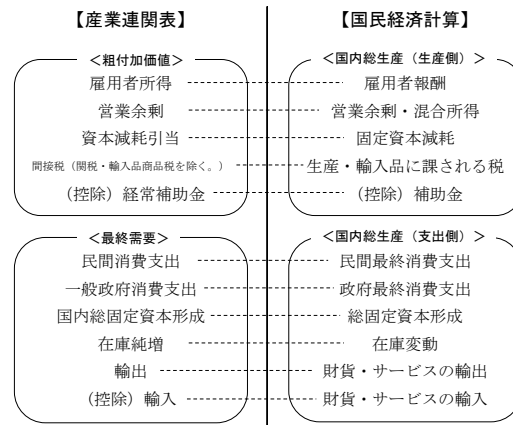 【産業連関表】
【国民経済計算】
＜粗付加価値＞
＜国内総生産（生産側）＞
雇用者所得
雇用者報酬
営業余剰
営業余剰・混合所得
資本減耗引当
固定資本減耗
間接税（関税・輸入品商品税を除く。）
生産・輸入品に課される税
（控除）経常補助金
（控除）補助金
＜最終需要＞
＜国内総生産（支出側）＞
民間消費支出
民間最終消費支出
一般政府消費支出
政府最終消費支出
国内総固定資本形成
総固定資本形成
在庫純増
在庫変動
輸出
財貨・サービスの輸出
（控除）輸入
財貨・サービスの輸入